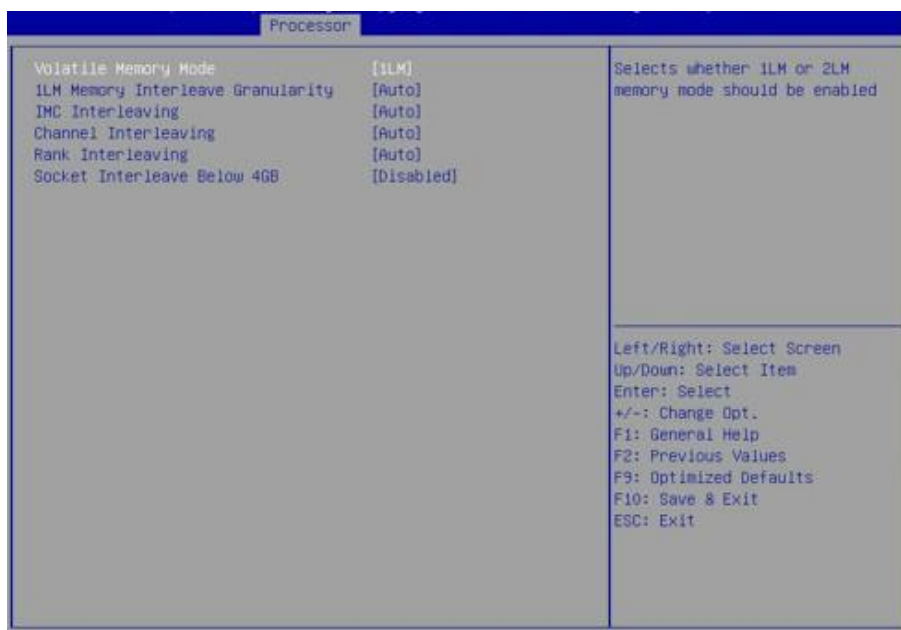 Processor
Volatile Memory Mode [1LM]
1LM Memory Interleave Granularity [Auto]
IMC Interleaving [Auto]
Channel Interleaving [Auto]
Rank Interleaving [Auto]
Socket Interleave Below 4GB [Disabled]
Selects whether 1LM or 2LM
memory mode should be enabled
Left/Right: Select Screen
Up/Down: Select Item
Enter: Select
+/-: Change Opt.
F1: General Help
F2: Previous Values
F9: Optimized Defaults
F10: Save & Exit
ESC: Exit